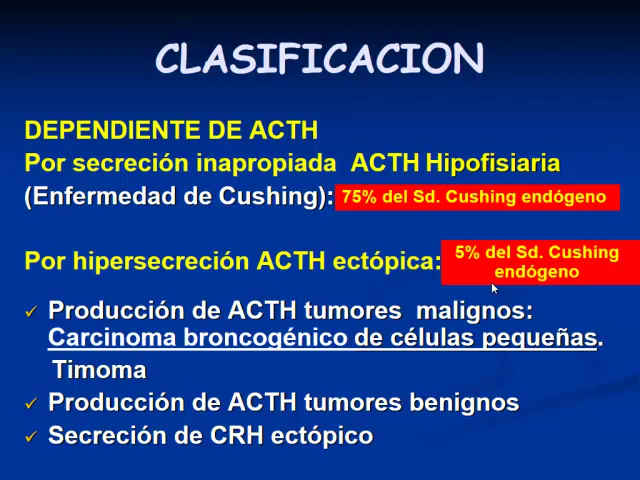 CLASIFICACION
DEPENDIENTE DE ACTH
Por secreción inapropiada ACTH Hipofisiaria
(Enfermedad de Cushing): 75% del Sd. Cushing endógeno
Por hipersecreción ACTH ectópica: 5% del Sd. Cushing
endógeno
✓ Producción de ACTH tumores malignos:
Carcinoma broncogénico de células pequeñas.
Timoma
✓ Producción de ACTH tumores benignos
✓ Secreción de CRH ectópico